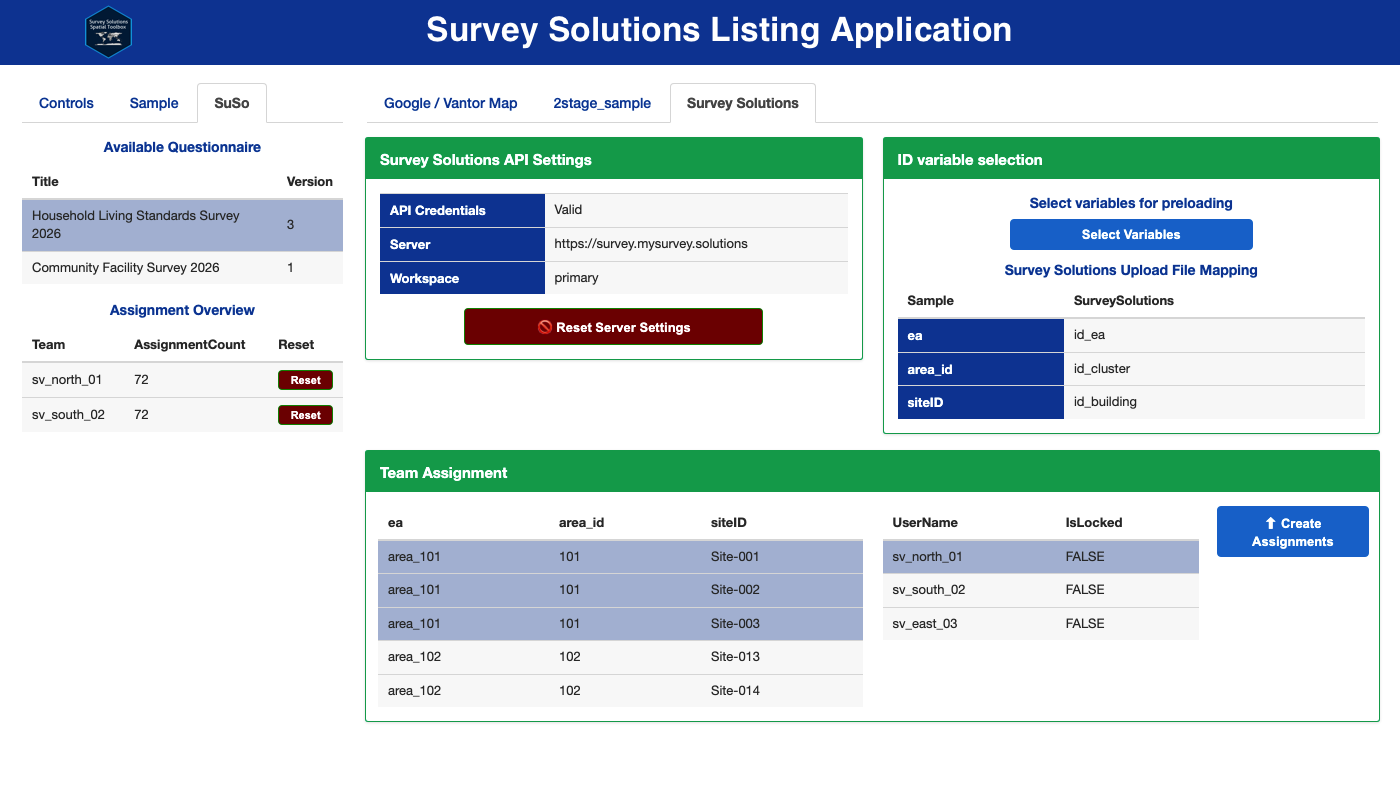 Survey Solutions
Spatial Toolbox
Survey Solutions Listing Application
Controls Sample SuSo
Google / Vantor Map 2stage_sample Survey Solutions
Available Questionnaire
Title Version
Household Living Standards Survey
2026 3
Community Facility Survey 2026 1
Assignment Overview
Team AssignmentCount Reset
sv_north_01 72 Reset
sv_south_02 72 Reset
Survey Solutions API Settings
API Credentials Valid
Server https://survey.mysurvey.solutions
Workspace primary
Reset Server Settings
ID variable selection
Select variables for preloading
Select Variables
Survey Solutions Upload File Mapping
Sample SurveySolutions
ea id_ea
area_id id_cluster
siteID id_building
Team Assignment
ea area_id siteID
area_101 101 Site-001
area_101 101 Site-002
area_101 101 Site-003
area_102 102 Site-013
area_102 102 Site-014
UserName IsLocked
sv_north_01 FALSE
sv_south_02 FALSE
sv_east_03 FALSE
Create
Assignments